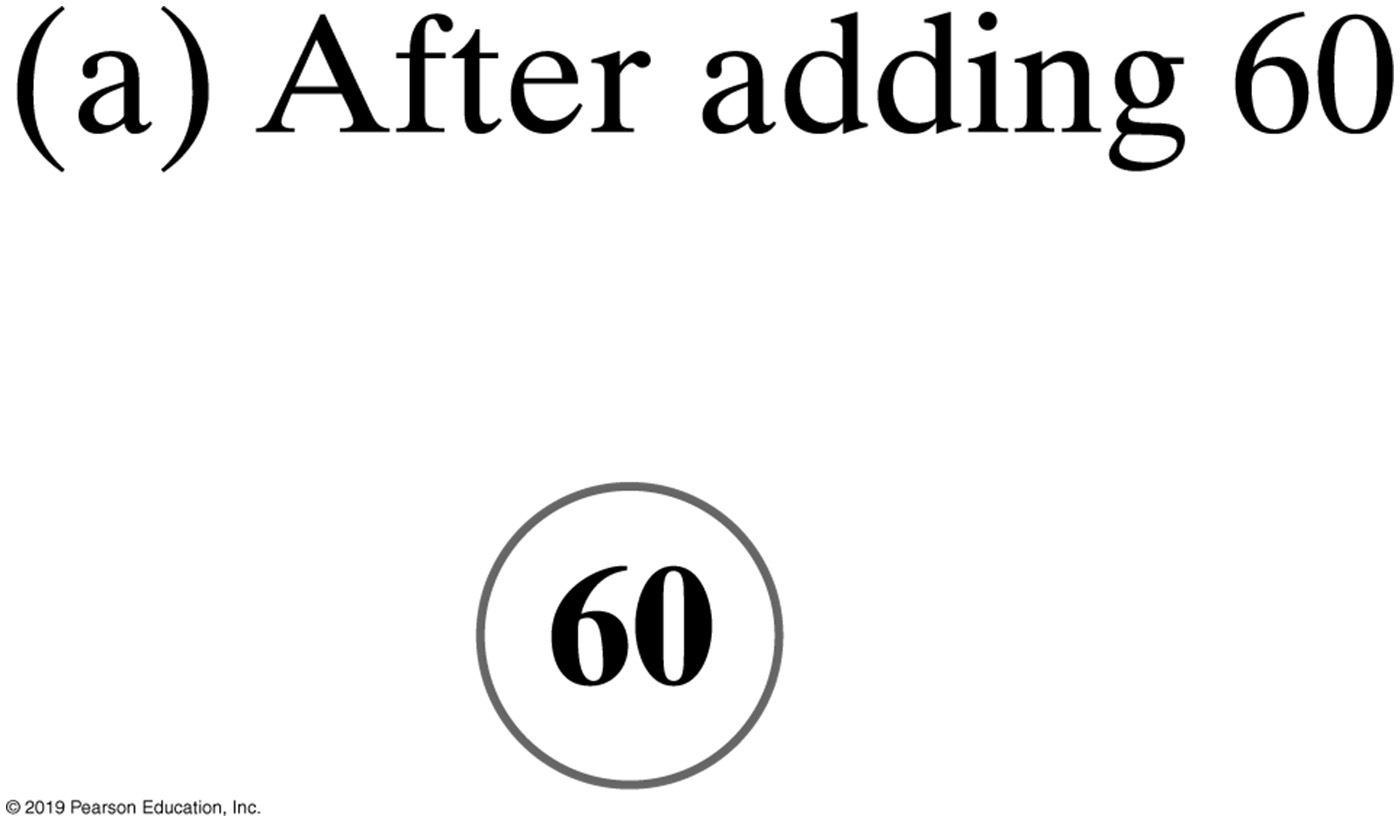 (a) After adding 60
60
© 2019 Pearson Education, Inc.